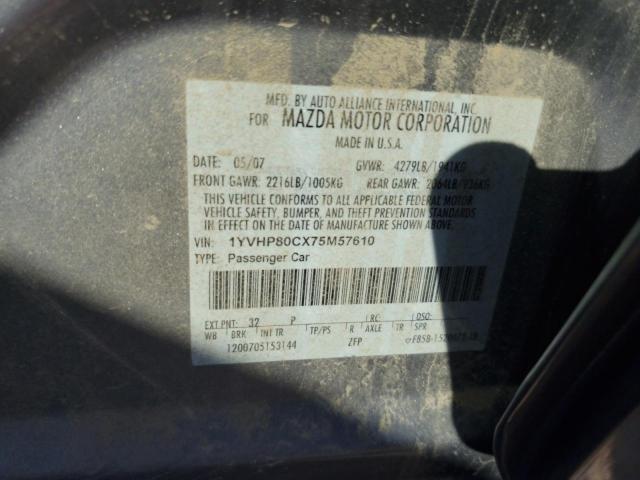 MFD. BY AUTO ALLIANCE INTERNATIONAL, INC.
FOR MAZDA MOTOR CORPORATION
MADE IN U.S.A.
DATE: 05/07 GVWR: 4279LB/1941KG
FRONT GAWR: 2216LB/1005KG REAR GAWR: 2064LB/936KG
THIS VEHICLE CONFORMS TO ALL APPLICABLE FEDERAL MOTOR
VEHICLE SAFETY, BUMPER, AND THEFT PREVENTION STANDARDS
IN EFFECT ON THE DATE OF MANUFACTURE SHOWN ABOVE.
VIN: 1YVHP80CX75M57610
TYPE: Passenger Car
EXT PNT: 32 P RC: DSO:
WB BRK INT TR TP/PS R AXLE TR SPR
1200705153144 ZFP